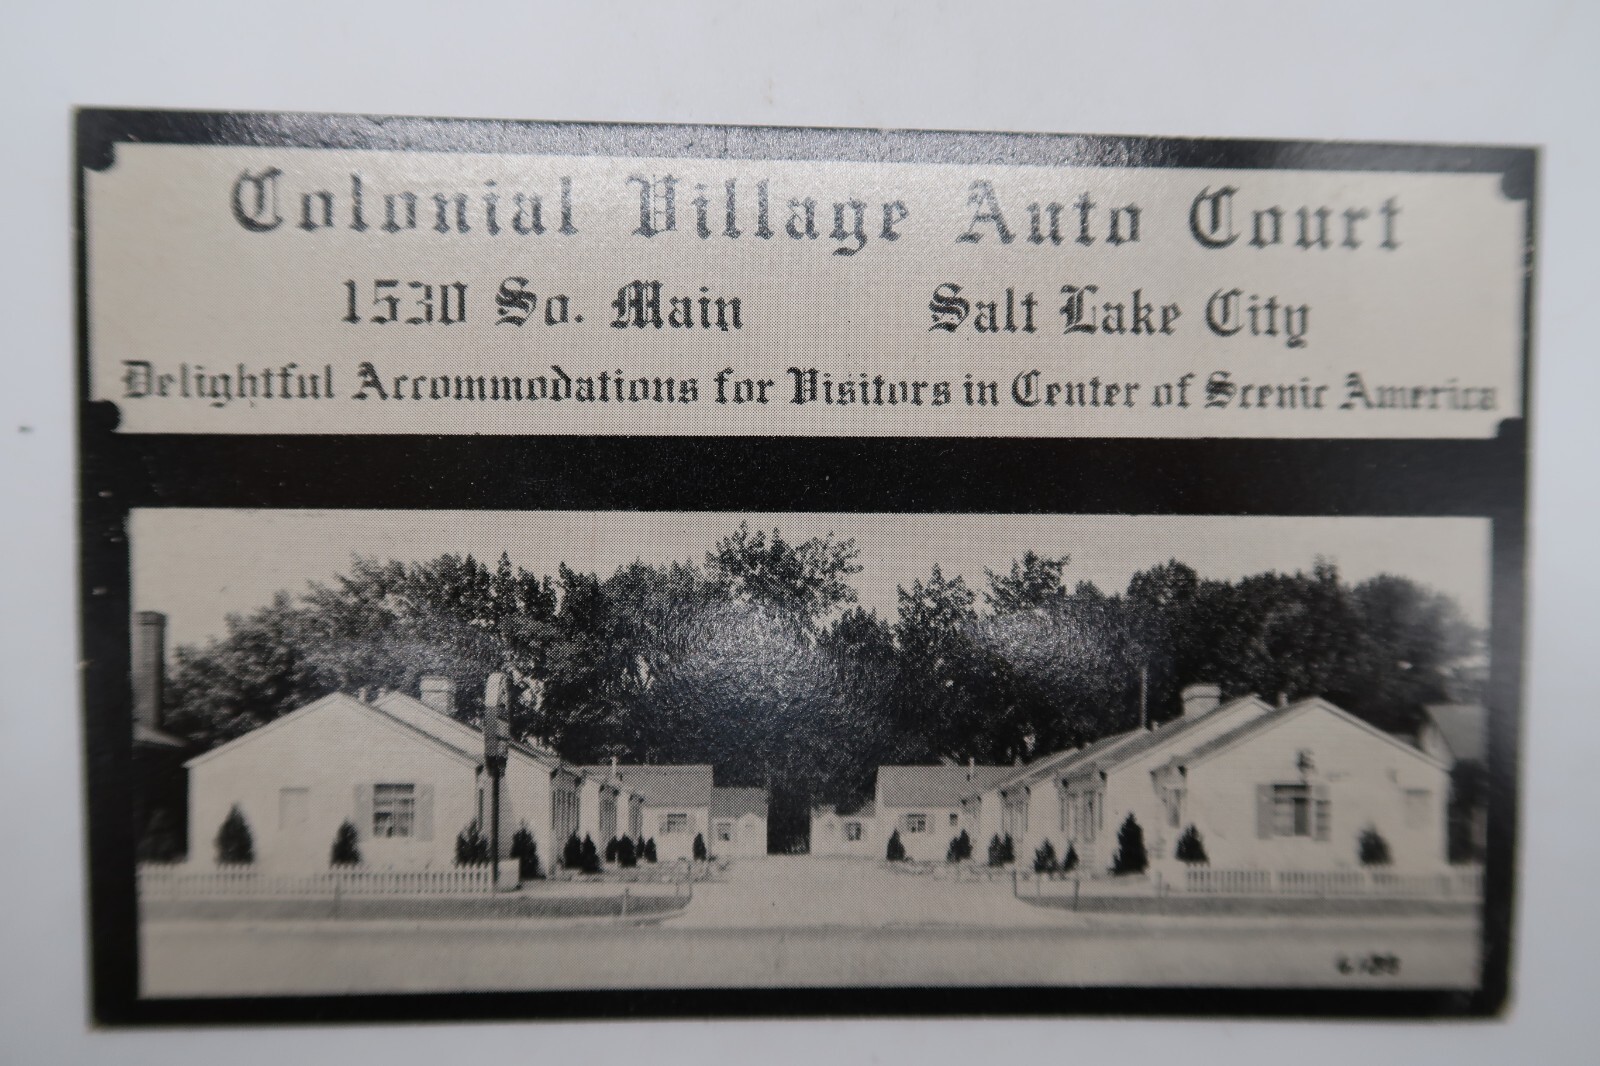 Colonial Village Auto Court
1530 So. Main Salt Lake City
Delightful Accommodations for Visitors in Center of Scenic America